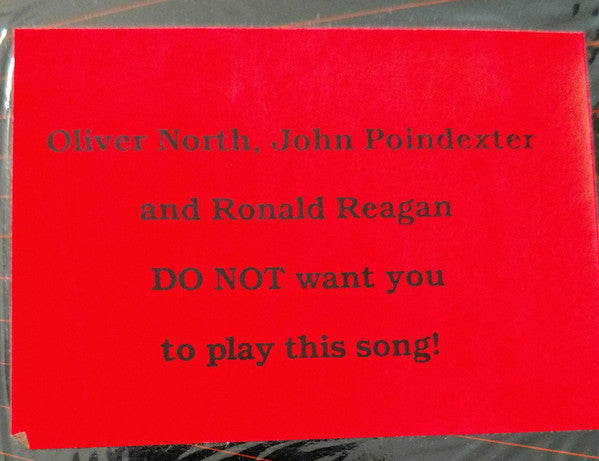 Oliver North, John Poindexter
and Ronald Reagan
DO NOT want you
to play this song!